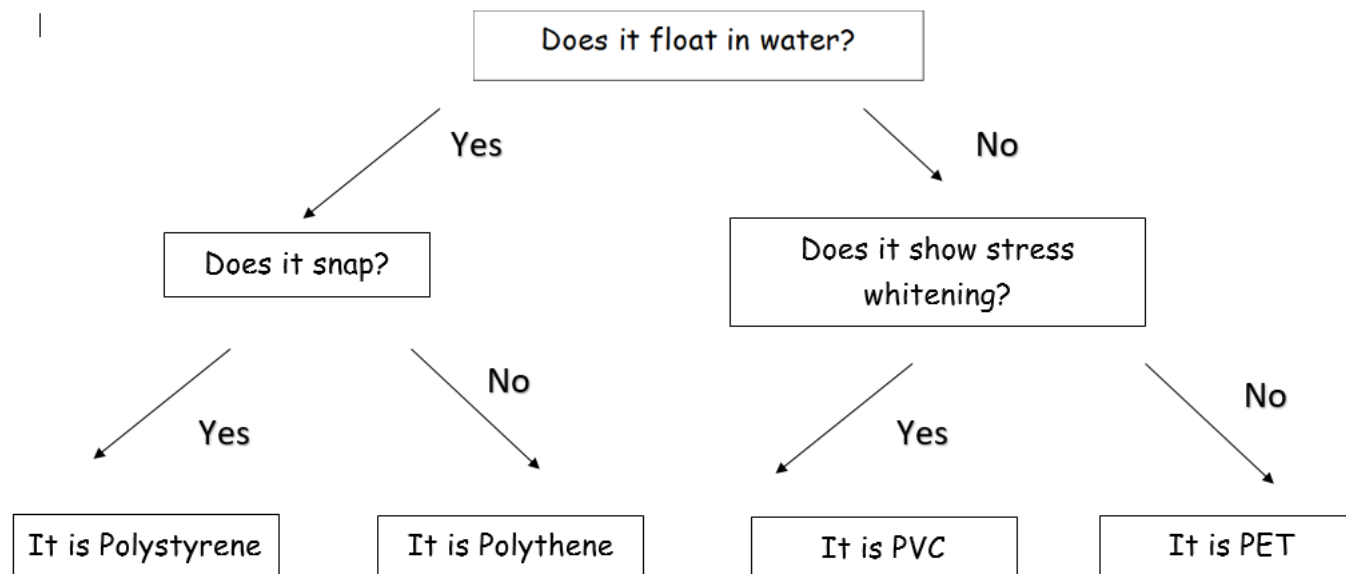 Does it float in water?
Yes
No
Does it snap?
Does it show stress
whitening?
No
Yes
Yes
No
It is Polystyrene
It is Polythene
It is PVC
It is PET